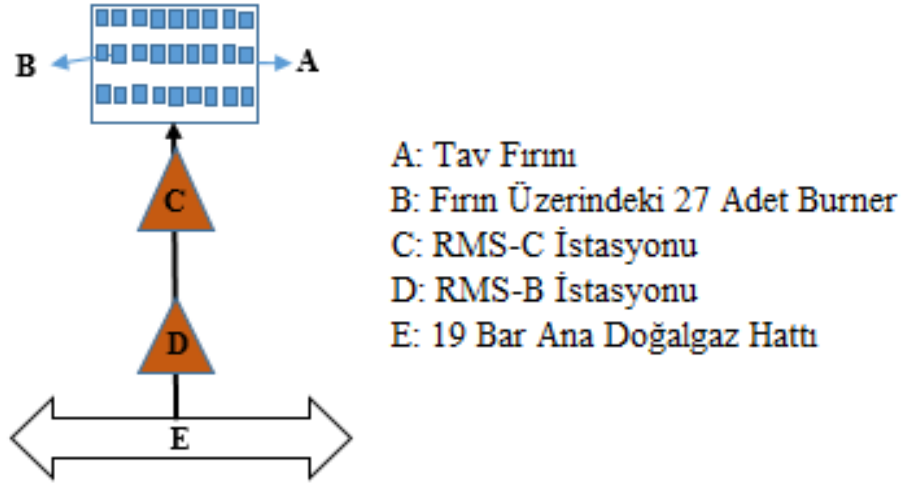 B
A
C
D
E
A: Tav Fırını
B: Fırın Üzerindeki 27 Adet Burner
C: RMS-C İstasyonu
D: RMS-B İstasyonu
E: 19 Bar Ana Doğalgaz Hattı